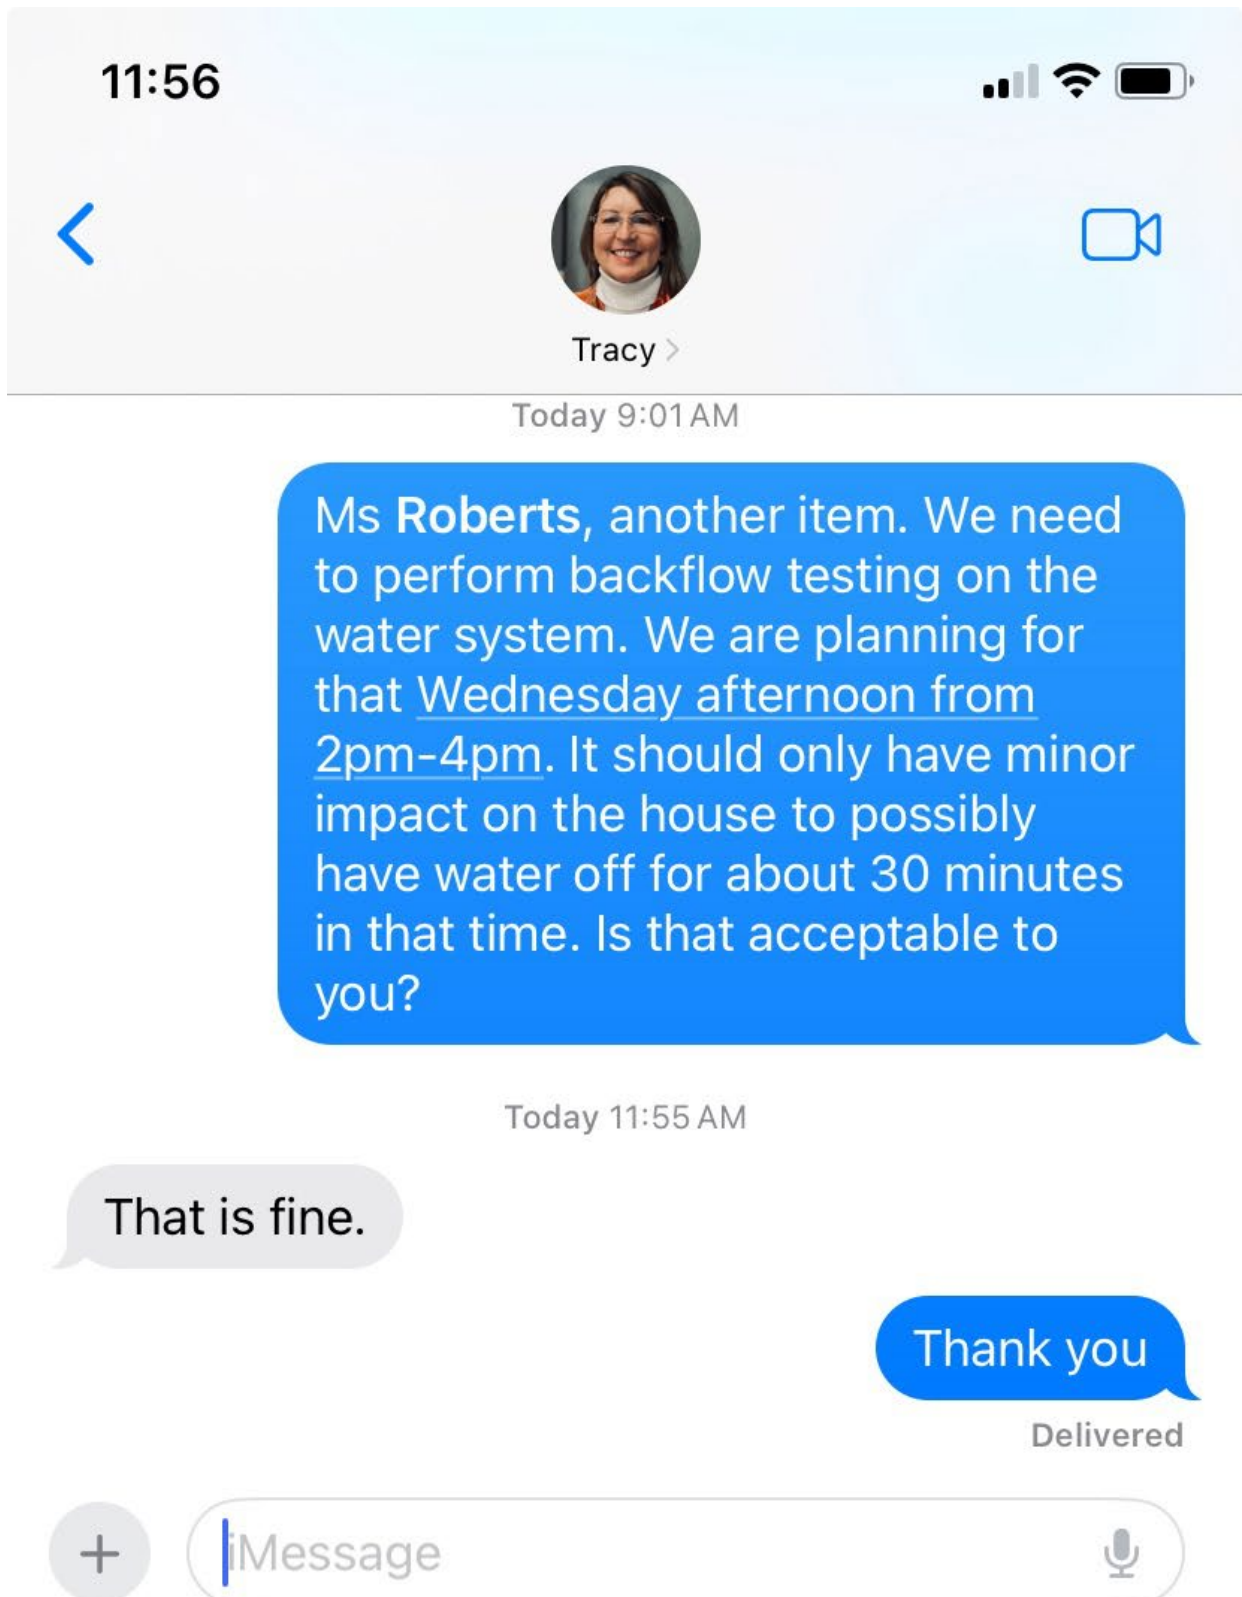 11:56
Tracy
Today 9:01 AM
Ms Roberts, another item. We need
to perform backflow testing on the
water system. We are planning for
that Wednesday afternoon from
2pm-4pm. It should only have minor
impact on the house to possibly
have water off for about 30 minutes
in that time. Is that acceptable to
you?
Today 11:55 AM
That is fine.
Thank you
Delivered
iMessage